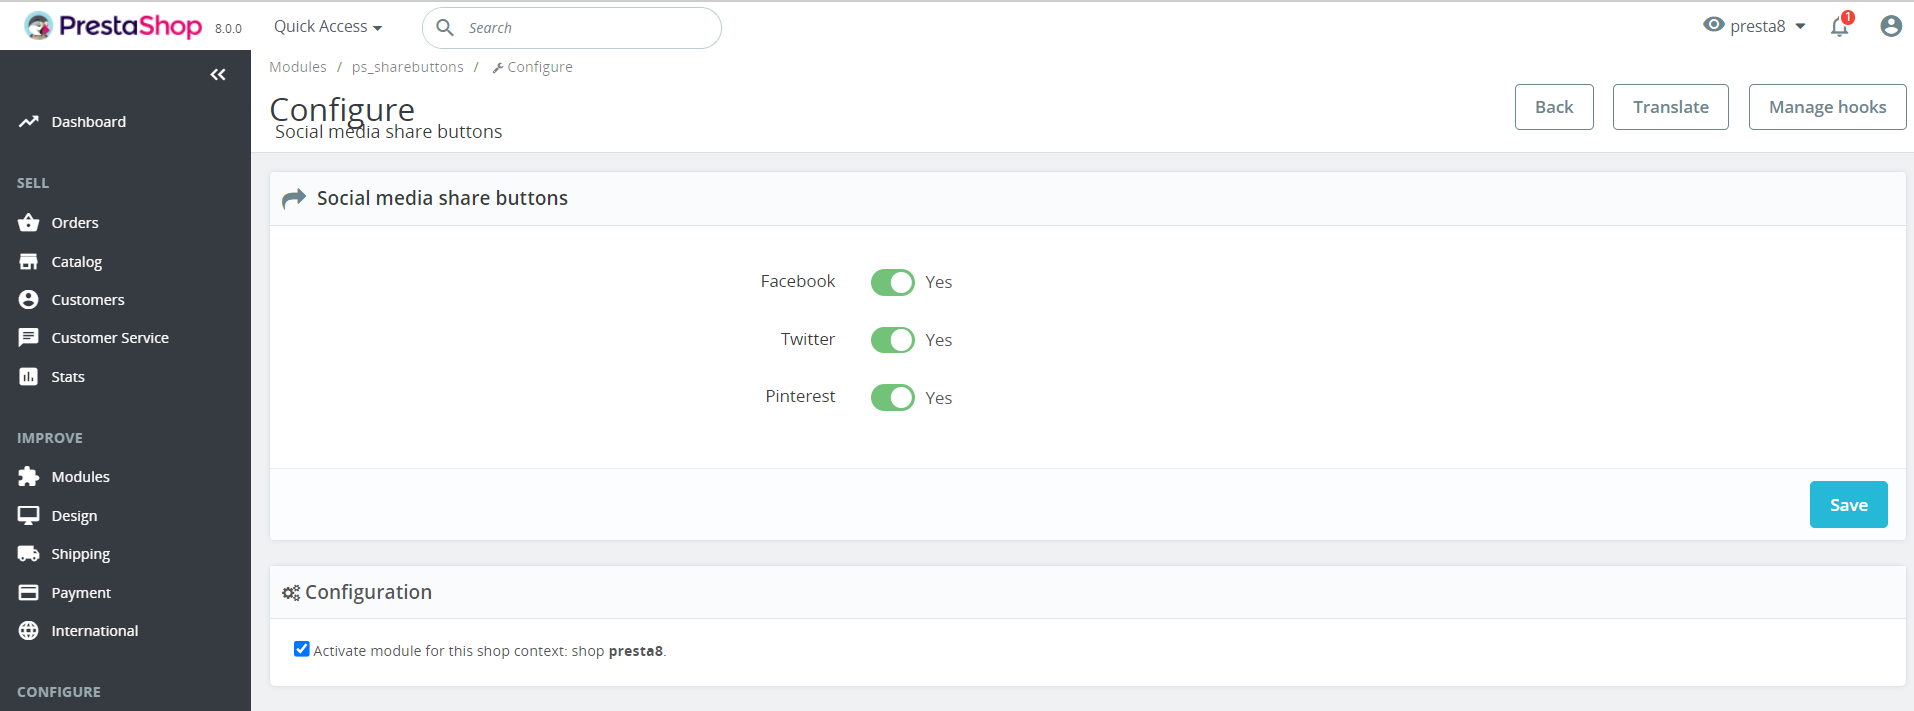 PrestaShop 8.0.0 Quick Access Search presta8 1
Modules / ps_sharebuttons / Configure
Configure
Social media share buttons
Back Translate Manage hooks
Dashboard
SELL
Orders
Catalog
Customers
Customer Service
Stats
IMPROVE
Modules
Design
Shipping
Payment
International
CONFIGURE
Social media share buttons
Facebook Yes
Twitter Yes
Pinterest Yes
Save
Configuration
Activate module for this shop context: shop presta8.